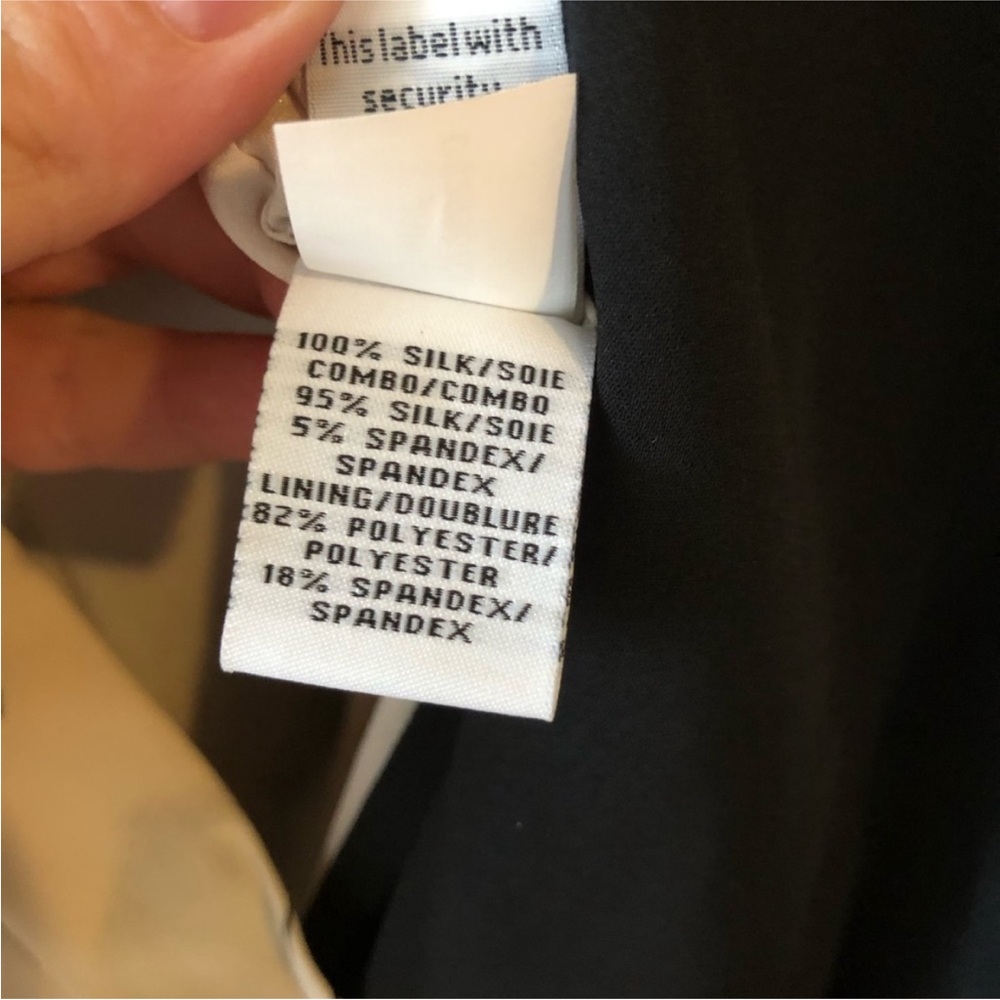 This label with
security
100% SILK/SOIE
COMBO/COMBO
95% SILK/SOIE
5% SPANDEX/
SPANDEX
LINING/DOUBLURE
82% POLYESTER/
POLYESTER
18% SPANDEX/
SPANDEX